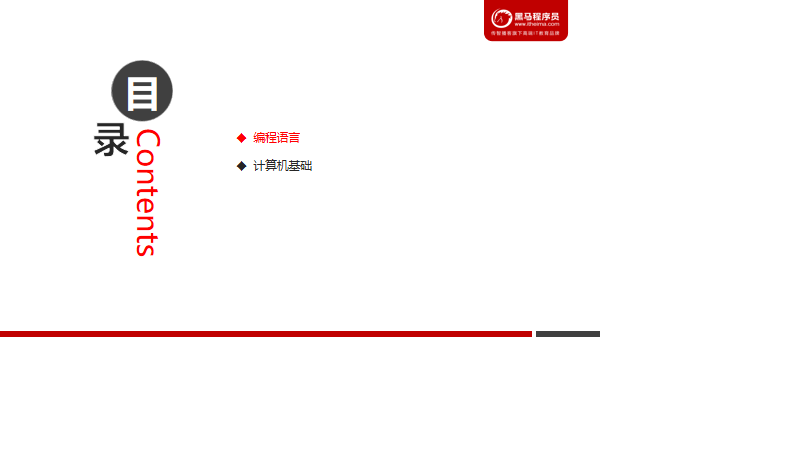 黑马程序员
www.itheima.com
传智播客旗下高端IT教育品牌
目
录
Contents
编程语言
计算机基础